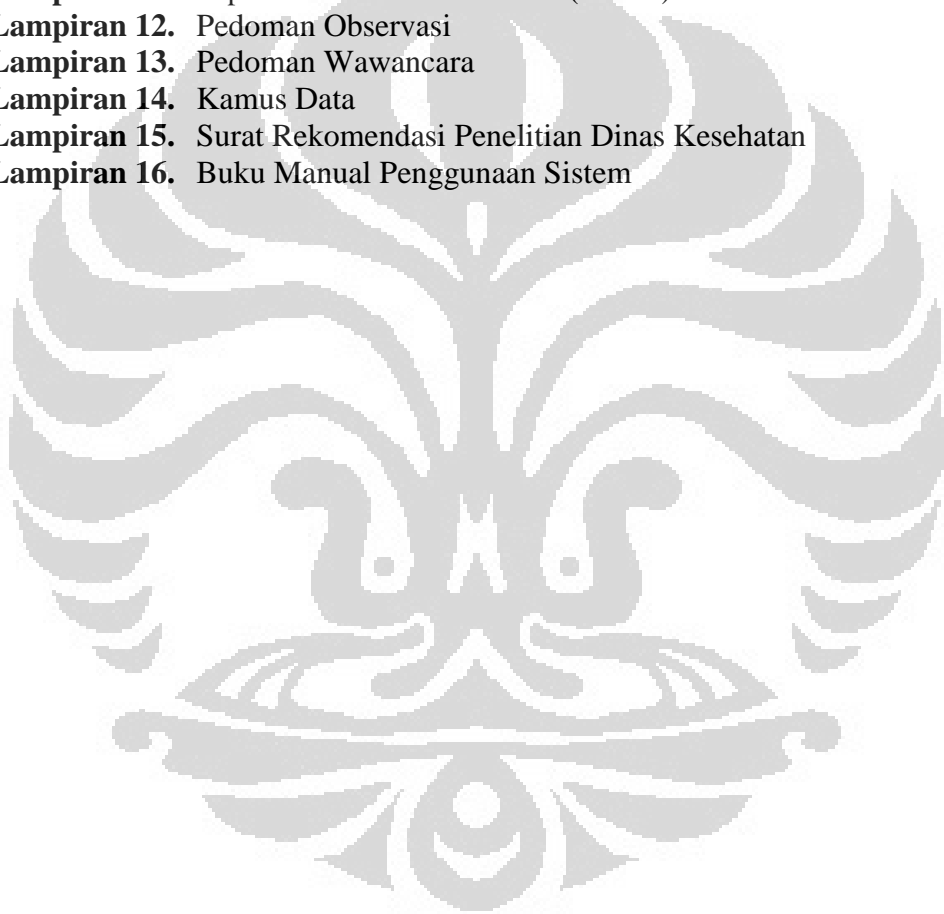 Lampiran 12. Pedoman Observasi
Lampiran 13. Pedoman Wawancara
Lampiran 14. Kamus Data
Lampiran 15. Surat Rekomendasi Penelitian Dinas Kesehatan
Lampiran 16. Buku Manual Penggunaan Sistem